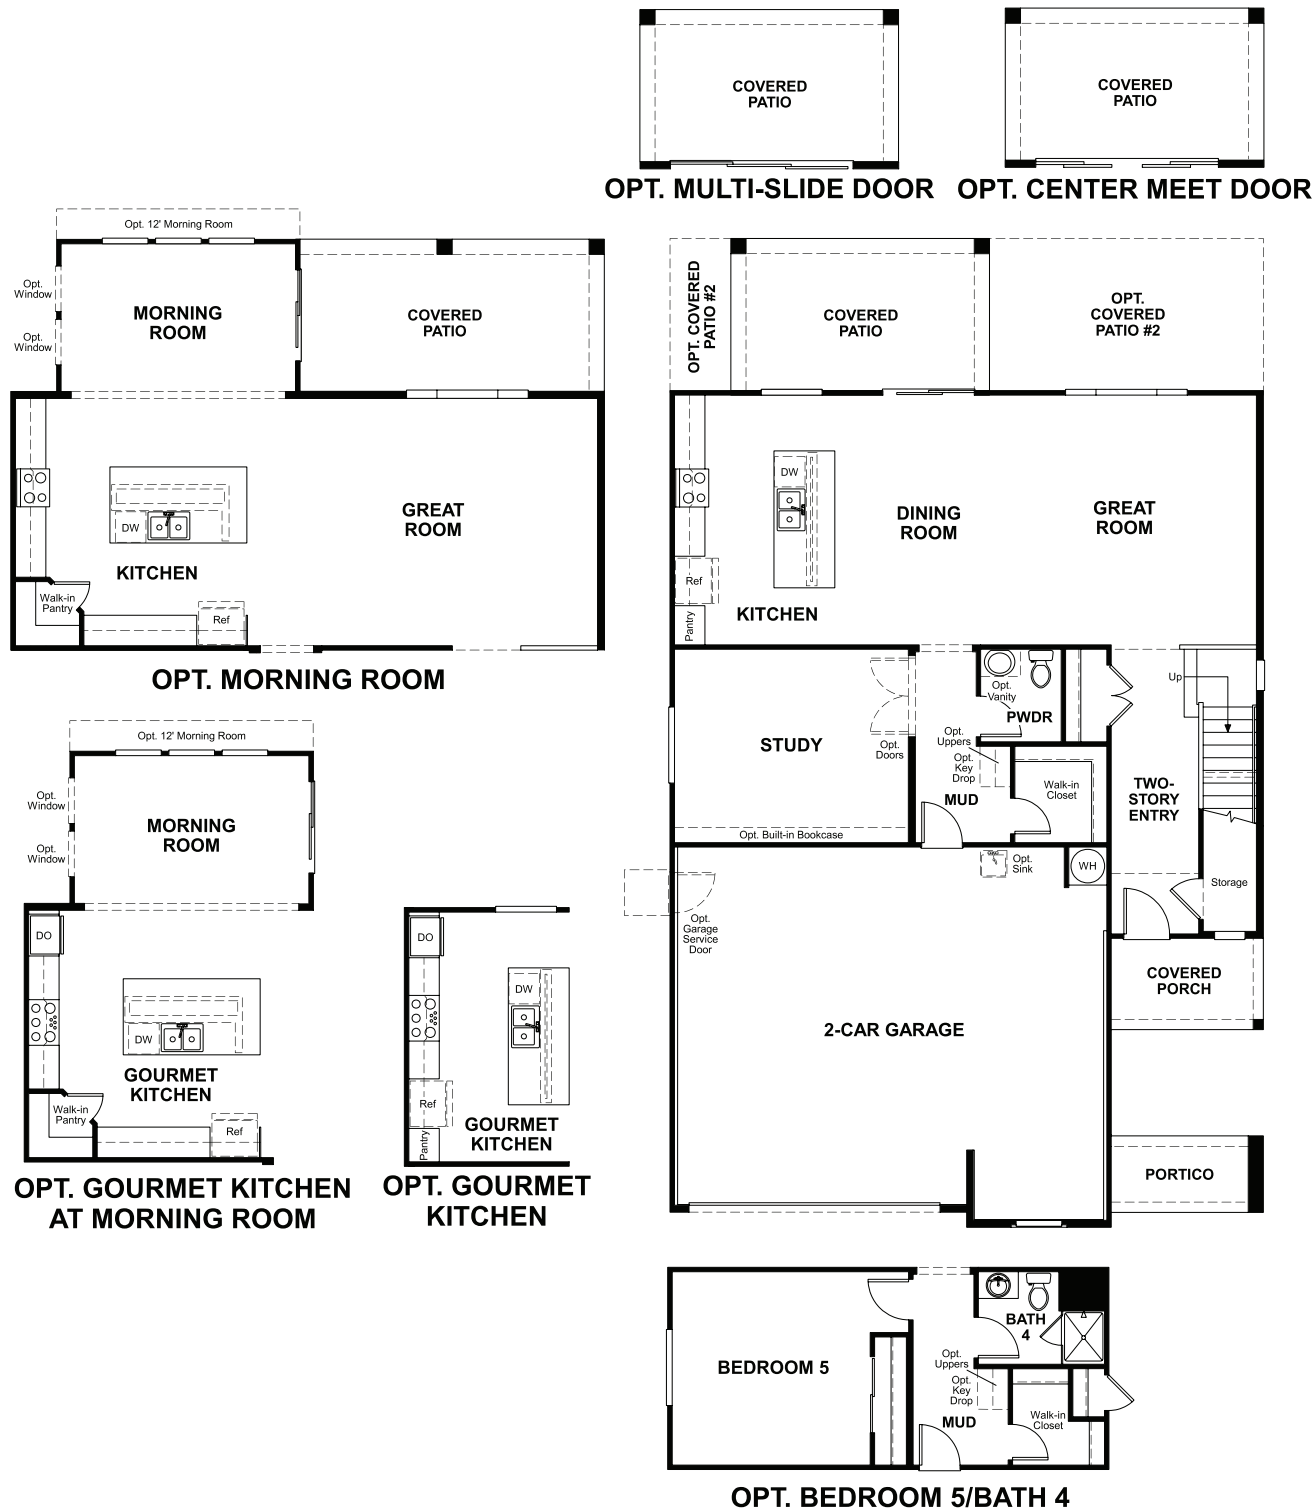 COVERED
PATIO
OPT. MULTI-SLIDE DOOR
COVERED
PATIO
OPT. CENTER MEET DOOR
Opt. 12' Morning Room
Opt.
Window
Opt.
Window
MORNING
ROOM
COVERED
PATIO
GREAT
ROOM
DW
KITCHEN
Walk-in
Pantry
Ref
OPT. MORNING ROOM
OPT. COVERED
PATIO #2
COVERED
PATIO
OPT.
COVERED
PATIO #2
DW
DINING
ROOM
GREAT
ROOM
Ref
KITCHEN
Pantry
STUDY
Opt.
Doors
Opt. Built-in Bookcase
Opt.
Vanity
PWDR
Opt.
Uppers
Opt.
Key
Drop
MUD
Walk-in
Closet
Up
TWO-
STORY
ENTRY
Storage
Opt.
Sink
WH
Opt.
Garage
Service
Door
2-CAR GARAGE
COVERED
PORCH
PORTICO
Opt. 12' Morning Room
Opt.
Window
Opt.
Window
MORNING
ROOM
DO
DW
GOURMET
KITCHEN
Walk-in
Pantry
Ref
OPT. GOURMET KITCHEN
AT MORNING ROOM
DO
DW
Ref
Pantry
GOURMET
KITCHEN
OPT. GOURMET
KITCHEN
BEDROOM 5
BATH
4
Opt.
Uppers
Opt.
Key
Drop
MUD
Walk-in
Closet
OPT. BEDROOM 5/BATH 4